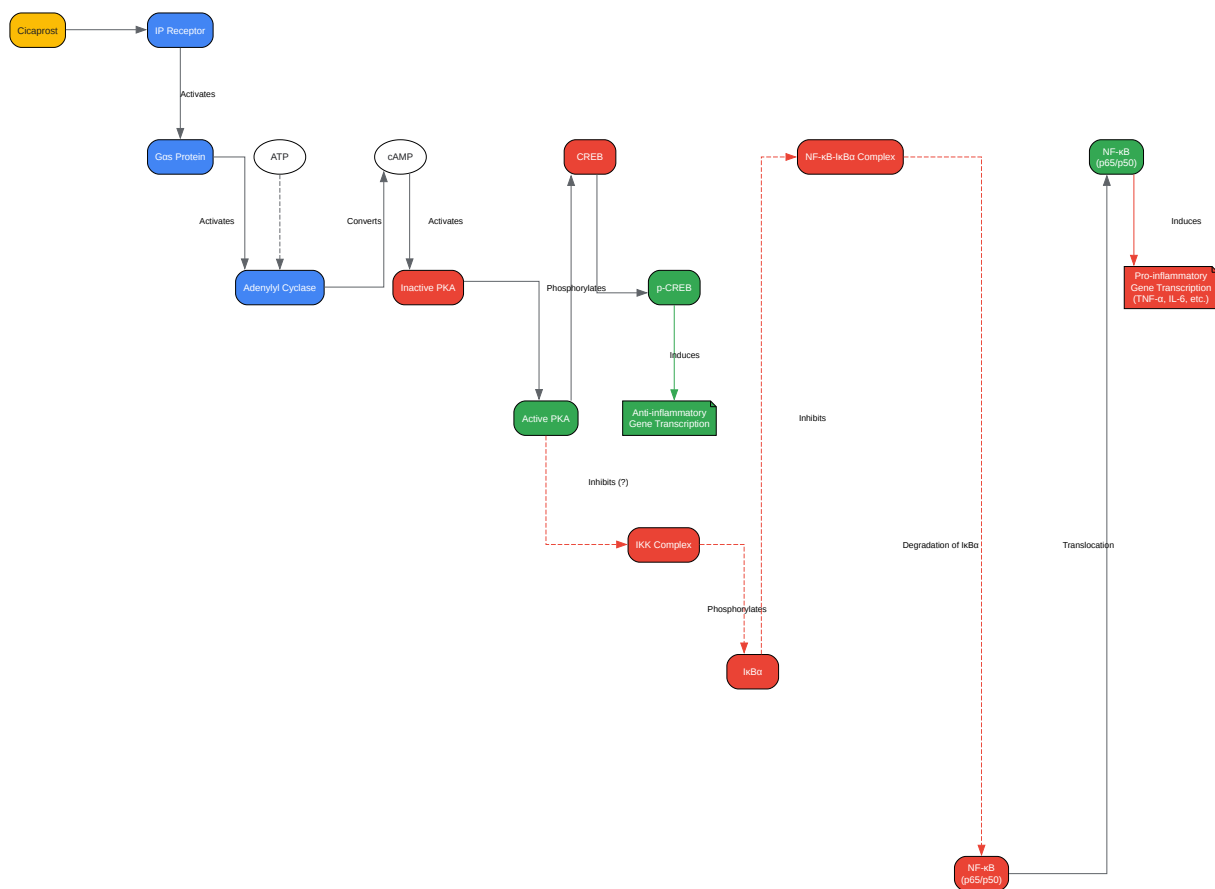 Cicaprost
IP Receptor
Activates
Gαs Protein
ATP
cAMP
CREB
NF-κB-IκBα Complex
NF-κB
(p65/p50)
Activates
Converts
Activates
Induces
Adenylyl Cyclase
Inactive PKA
Phosphorylates
p-CREB
Pro-inflammatory
Gene Transcription
(TNF-α, IL-6, etc.)
Induces
Active PKA
Anti-inflammatory
Gene Transcription
Inhibits
Inhibits (?)
IKK Complex
Degradation of IκBα
Translocation
Phosphorylates
IκBα
NF-κB
(p65/p50)